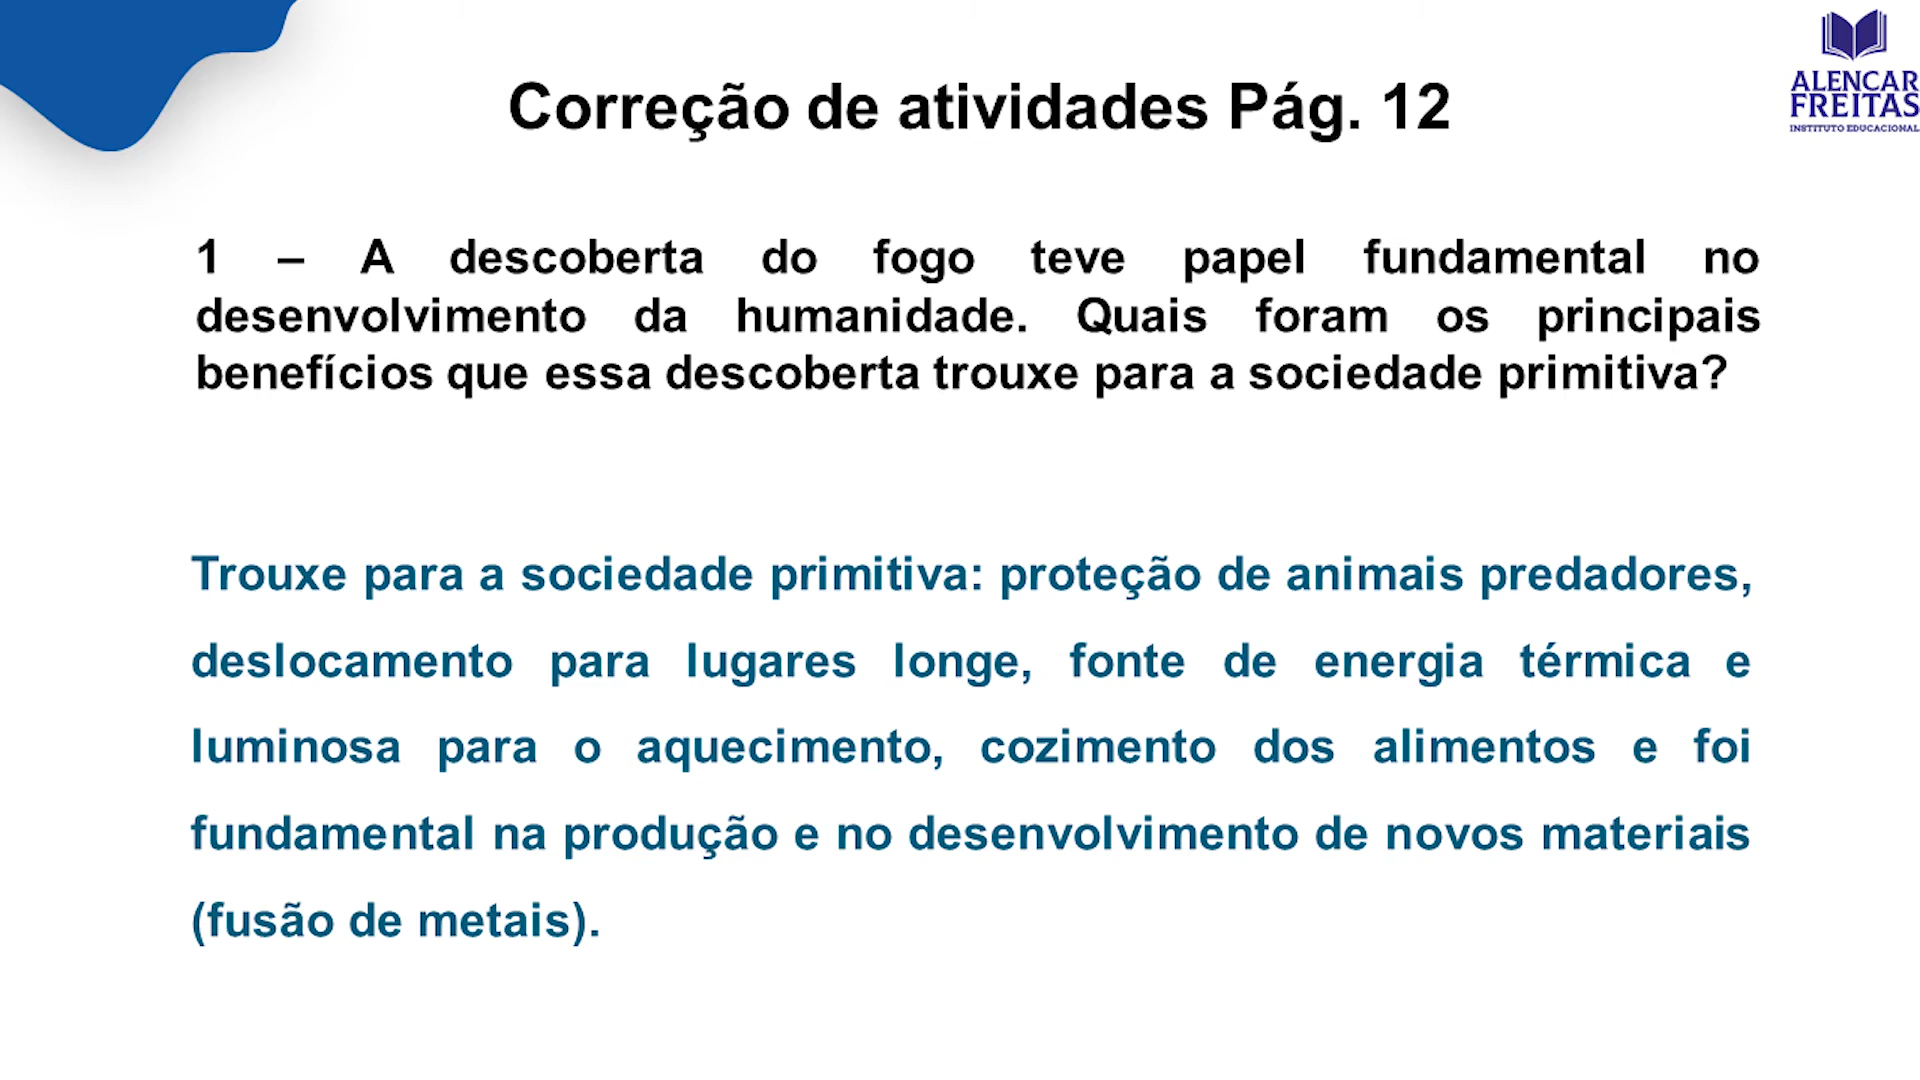 ALENCAR
FREITAS
INSTITUTO EDUCACIONAL
Correção de atividades Pág. 12
1 – A descoberta do fogo teve papel fundamental no
desenvolvimento da humanidade. Quais foram os principais
benefícios que essa descoberta trouxe para a sociedade primitiva?
Trouxe para a sociedade primitiva: proteção de animais predadores,
deslocamento para lugares longe, fonte de energia térmica e
luminosa para o aquecimento, cozimento dos alimentos e foi
fundamental na produção e no desenvolvimento de novos materiais
(fusão de metais).